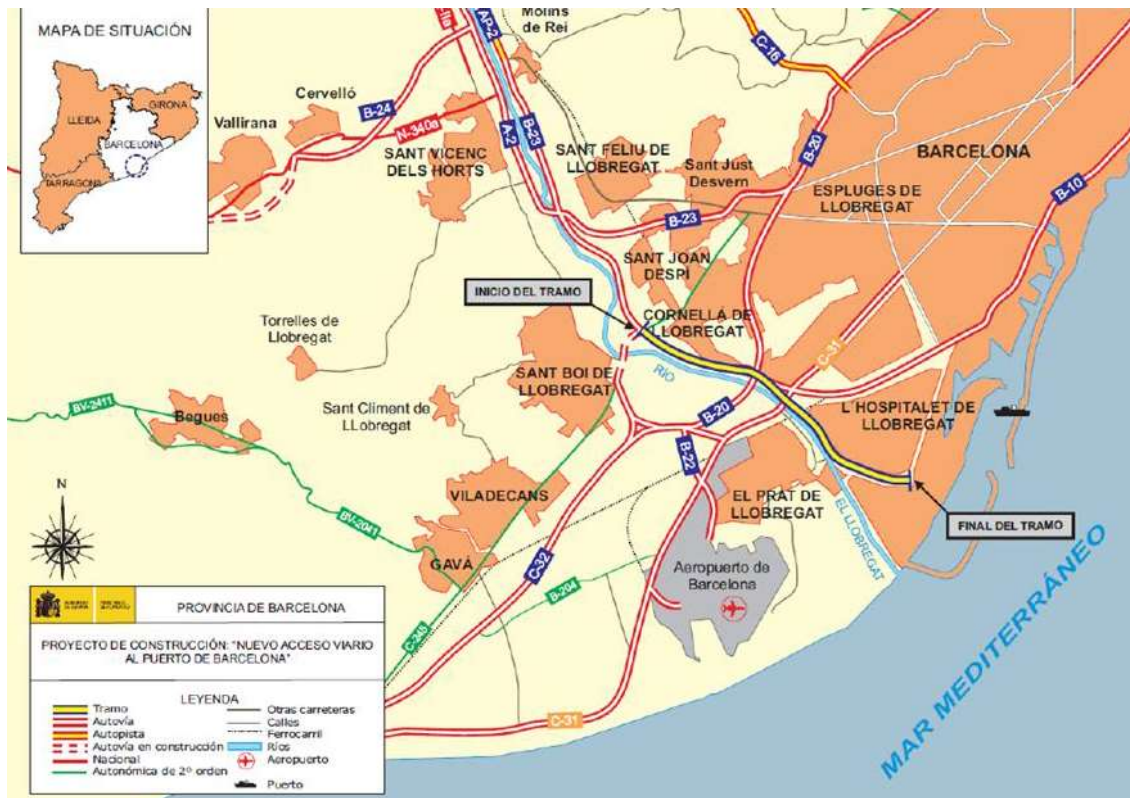 MAPA DE SITUACIÓN
LLEIDA
GIRONA
BARCELONA
TARRAGONA
AP-2
Molins
de Rei
C-16
B-24
Cervelló
Vallirana
N-340a
A-2
B-23
B-20
SANT VICENC
DELS HORTS
SANT FELIU DE
LLOBREGAT
Sant Just
Desvern
BARCELONA
ESPLUGES DE
LLOBREGAT
B-10
B-23
SANT JOAN
DESPÍ
INICIO DEL TRAMO
CORNELLÁ DE
LLOBREGAT
Torrelles de
Llobregat
C-31
RÍO
SANT BOI DE
LLOBREGAT
BV-2411
Begues
Sant Climent de
LLobregat
B-20
L'HOSPITALET DE
LLOBREGAT
B-22
VILADECANS
EL PRAT DE
LLOBREGAT
EL LLOBREGAT
FINAL DEL TRAMO
N
BV-2041
GAVÁ
C-32
Aeropuerto de
Barcelona
B-204
C-245
C-31
MAR MEDITERRÁNEO
PROVINCIA DE BARCELONA
PROYECTO DE CONSTRUCCIÓN: "NUEVO ACCESO VIARIO
AL PUERTO DE BARCELONA"
LEYENDA
Tramo
Autovía
Autopista
Autovía en construcción
Nacional
Autonómica de 2º orden
Otras carreteras
Calles
Ferrocarril
Ríos
Aeropuerto
Puerto